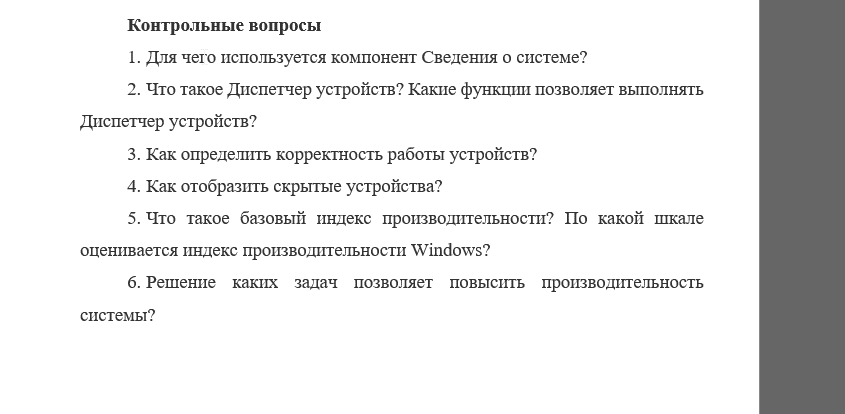 Контрольные вопросы
1. Для чего используется компонент Сведения о системе?
2. Что такое Диспетчер устройств? Какие функции позволяет выполнять
Диспетчер устройств?
3. Как определить корректность работы устройств?
4. Как отобразить скрытые устройства?
5. Что такое базовый индекс производительности? По какой шкале
оценивается индекс производительности Windows?
6. Решение каких задач позволяет повысить производительность
системы?